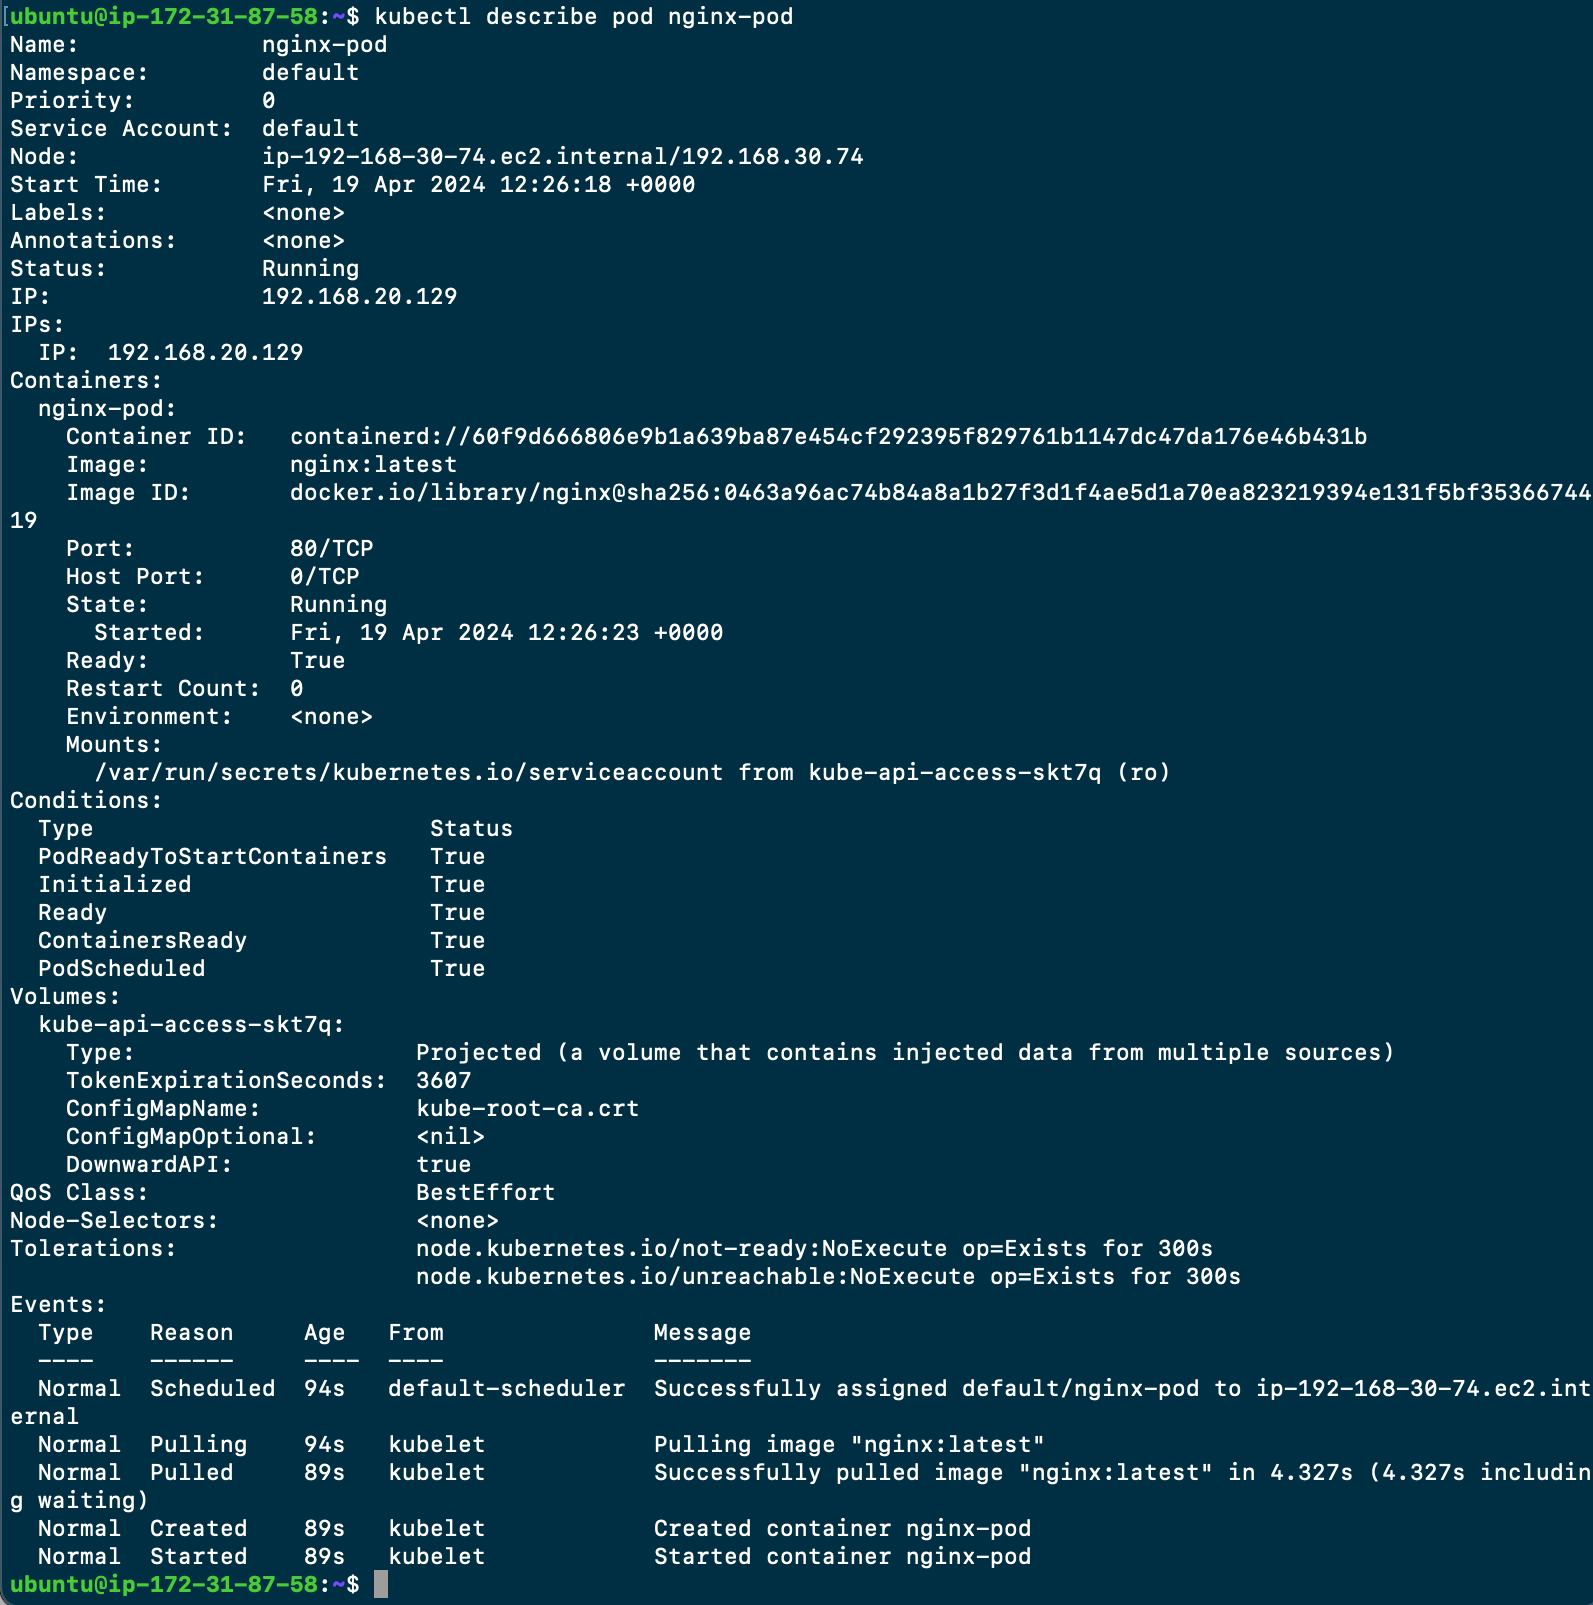 ubuntu@ip-172-31-87-58:~$ kubectl describe pod nginx-pod
Name:             nginx-pod
Namespace:        default
Priority:         0
Service Account:  default
Node:             ip-192-168-30-74.ec2.internal/192.168.30.74
Start Time:       Fri, 19 Apr 2024 12:26:18 +0000
Labels:           <none>
Annotations:      <none>
Status:           Running
IP:               192.168.20.129
IPs:
  IP:  192.168.20.129
Containers:
  nginx-pod:
    Container ID:   containerd://60f9d666806e9b1a639ba87e454cf292395f829761b1147dc47da176e46b431b
    Image:          nginx:latest
    Image ID:       docker.io/library/nginx@sha256:0463a96ac74b84a8a1b27f3d1f4ae5d1a70ea823219394e131f5bf35366744
19
    Port:           80/TCP
    Host Port:      0/TCP
    State:          Running
      Started:      Fri, 19 Apr 2024 12:26:23 +0000
    Ready:          True
    Restart Count:  0
    Environment:    <none>
    Mounts:
      /var/run/secrets/kubernetes.io/serviceaccount from kube-api-access-skt7q (ro)
Conditions:
  Type                        Status
  PodReadyToStartContainers   True
  Initialized                 True
  Ready                       True
  ContainersReady             True
  PodScheduled                True
Volumes:
  kube-api-access-skt7q:
    Type:                    Projected (a volume that contains injected data from multiple sources)
    TokenExpirationSeconds:  3607
    ConfigMapName:           kube-root-ca.crt
    ConfigMapOptional:       <nil>
    DownwardAPI:             true
QoS Class:                   BestEffort
Node-Selectors:              <none>
Tolerations:                 node.kubernetes.io/not-ready:NoExecute op=Exists for 300s
                             node.kubernetes.io/unreachable:NoExecute op=Exists for 300s
Events:
  Type    Reason     Age   From               Message
  ----    ------     ----  ----               -------
  Normal  Scheduled  94s   default-scheduler  Successfully assigned default/nginx-pod to ip-192-168-30-74.ec2.int
ernal
  Normal  Pulling    94s   kubelet            Pulling image "nginx:latest"
  Normal  Pulled     89s   kubelet            Successfully pulled image "nginx:latest" in 4.327s (4.327s includin
g waiting)
  Normal  Created    89s   kubelet            Created container nginx-pod
  Normal  Started    89s   kubelet            Started container nginx-pod
ubuntu@ip-172-31-87-58:~$